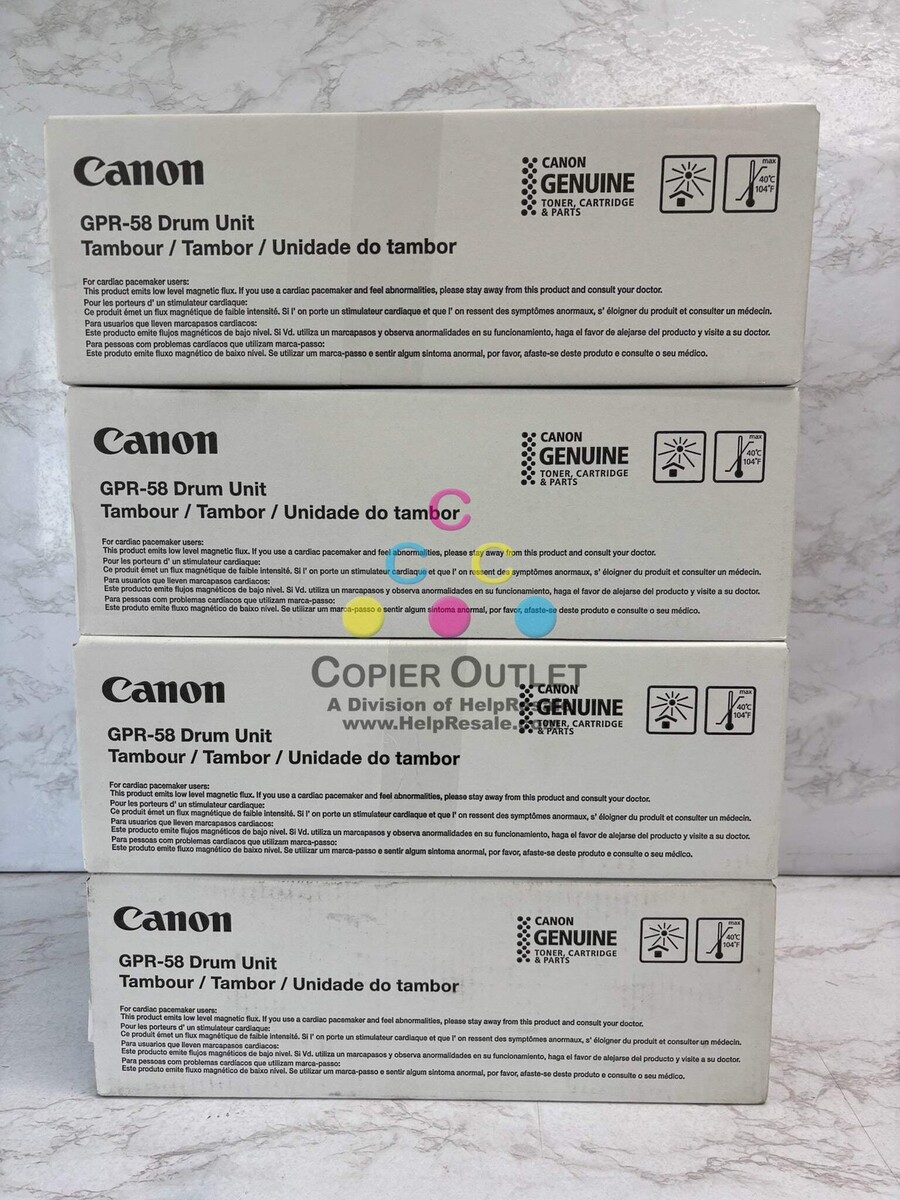 Canon
CANON
GENUINE
TONER, CARTRIDGE
& PARTS
max
40°C
104°F
GPR-58 Drum Unit
Tambour / Tambor / Unidade do tambor
For cardiac pacemaker users:
This product emits low level magnetic flux. If you use a cardiac pacemaker and feel abnormalities, please stay away from this product and consult your doctor.
Pour les porteurs d' un stimulateur cardiaque:
Ce produit émet un flux magnétique de faible intensité. Si l' on porte un stimulateur cardiaque et que l' on ressent des symptômes anormaux, s' éloigner du produit et consulter un médecin.
Para usuarios que lleven marcapasos cardiacos:
Este producto emite flujos magnéticos de bajo nivel. Si Vd. utiliza un marcapasos y observa anormalidades en su funcionamiento, haga el favor de alejarse del producto y visite a su doctor.
Para pessoas com problemas cardíacos que utilizam marca-passo:
Este produto emite fluxo magnético de baixo nível. Se utilizar um marca-passo e sentir algum sintoma anormal, por favor, afaste-se deste produto e consulte o seu médico.
Canon
CANON
GENUINE
TONER, CARTRIDGE
& PARTS
max
40°C
104°F
GPR-58 Drum Unit
Tambour / Tambor / Unidade do tambor
For cardiac pacemaker users:
This product emits low level magnetic flux. If you use a cardiac pacemaker and feel abnormalities, please stay away from this product and consult your doctor.
Pour les porteurs d' un stimulateur cardiaque:
Ce produit émet un flux magnétique de faible intensité. Si l' on porte un stimulateur cardiaque et que l' on ressent des symptômes anormaux, s' éloigner du produit et consulter un médecin.
Para usuarios que lleven marcapasos cardiacos:
Este producto emite flujos magnéticos de bajo nivel. Si Vd. utiliza un marcapasos y observa anormalidades en su funcionamiento, haga el favor de alejarse del producto y visite a su doctor.
Para pessoas com problemas cardíacos que utilizam marca-passo:
Este produto emite fluxo magnético de baixo nível. Se utilizar um marca-passo e sentir algum sintoma anormal, por favor, afaste-se deste produto e consulte o seu médico.
C
C C
COPIER OUTLET
A Division of HelpResale
www.HelpResale.com
Canon
CANON
GENUINE
TONER, CARTRIDGE
& PARTS
max
40°C
104°F
GPR-58 Drum Unit
Tambour / Tambor / Unidade do tambor
For cardiac pacemaker users:
This product emits low level magnetic flux. If you use a cardiac pacemaker and feel abnormalities, please stay away from this product and consult your doctor.
Pour les porteurs d' un stimulateur cardiaque:
Ce produit émet un flux magnétique de faible intensité. Si l' on porte un stimulateur cardiaque et que l' on ressent des symptômes anormaux, s' éloigner du produit et consulter un médecin.
Para usuarios que lleven marcapasos cardiacos:
Este producto emite flujos magnéticos de bajo nivel. Si Vd. utiliza un marcapasos y observa anormalidades en su funcionamiento, haga el favor de alejarse del producto y visite a su doctor.
Para pessoas com problemas cardíacos que utilizam marca-passo:
Este produto emite fluxo magnético de baixo nível. Se utilizar um marca-passo e sentir algum sintoma anormal, por favor, afaste-se deste produto e consulte o seu médico.
Canon
CANON
GENUINE
TONER, CARTRIDGE
& PARTS
max
40°C
104°F
GPR-58 Drum Unit
Tambour / Tambor / Unidade do tambor
For cardiac pacemaker users:
This product emits low level magnetic flux. If you use a cardiac pacemaker and feel abnormalities, please stay away from this product and consult your doctor.
Pour les porteurs d' un stimulateur cardiaque:
Ce produit émet un flux magnétique de faible intensité. Si l' on porte un stimulateur cardiaque et que l' on ressent des symptômes anormaux, s' éloigner du produit et consulter un médecin.
Para usuarios que lleven marcapasos cardiacos:
Este producto emite flujos magnéticos de bajo nivel. Si Vd. utiliza un marcapasos y observa anormalidades en su funcionamiento, haga el favor de alejarse del producto y visite a su doctor.
Para pessoas com problemas cardíacos que utilizam marca-passo:
Este produto emite fluxo magnético de baixo nível. Se utilizar um marca-passo e sentir algum sintoma anormal, por favor, afaste-se deste produto e consulte o seu médico.